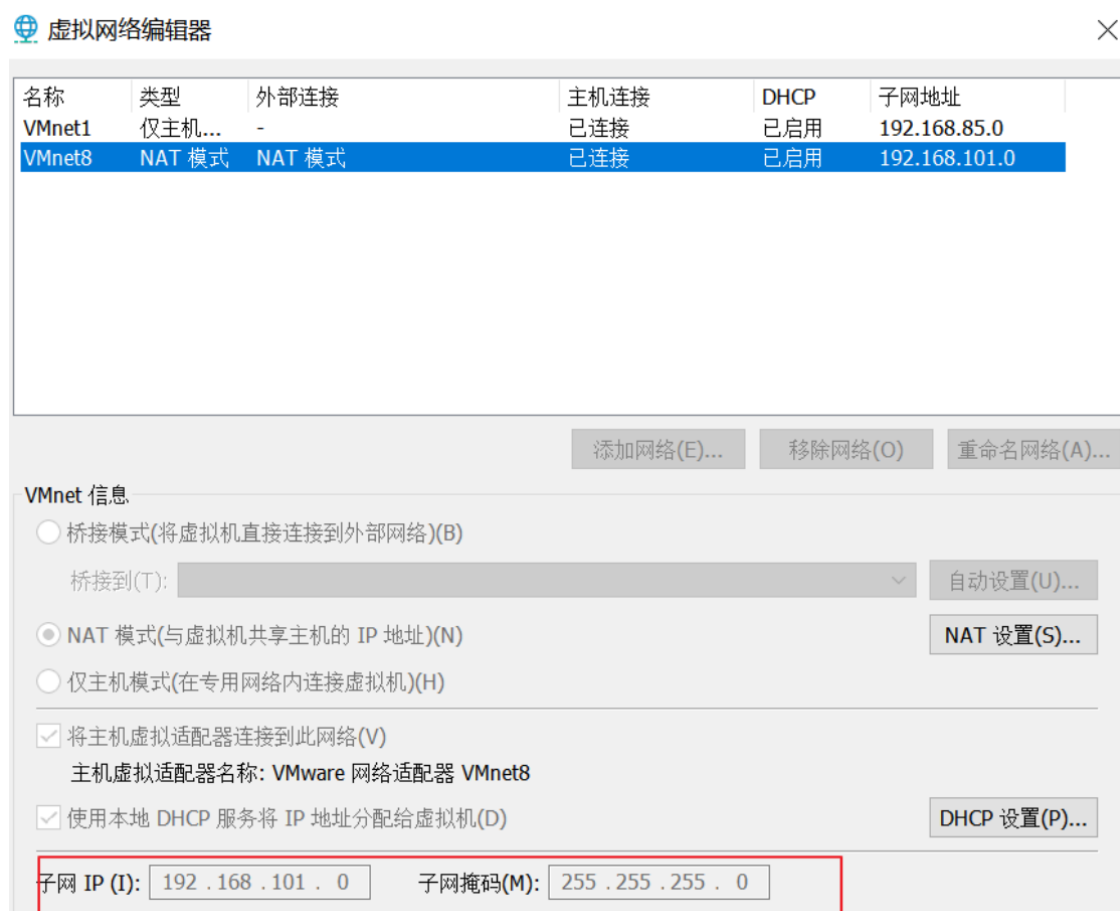 虚拟网络编辑器
名称 类型 外部连接 主机连接 DHCP 子网地址
VMnet1 仅主机... - 已连接 已启用 192.168.85.0
VMnet8 NAT 模式 NAT 模式 已连接 已启用 192.168.101.0
添加网络(E)... 移除网络(O) 重命名网络(A)...
VMnet 信息
桥接模式(将虚拟机直接连接到外部网络)(B)
桥接到(T): 自动设置(U)...
NAT 模式(与虚拟机共享主机的 IP 地址)(N) NAT 设置(S)...
仅主机模式(在专用网络内连接虚拟机)(H)
将主机虚拟适配器连接到此网络(V)
主机虚拟适配器名称: VMware 网络适配器 VMnet8
使用本地 DHCP 服务将 IP 地址分配给虚拟机(D) DHCP 设置(P)...
子网 IP (I): 192 . 168 . 101 . 0 子网掩码(M): 255 . 255 . 255 . 0